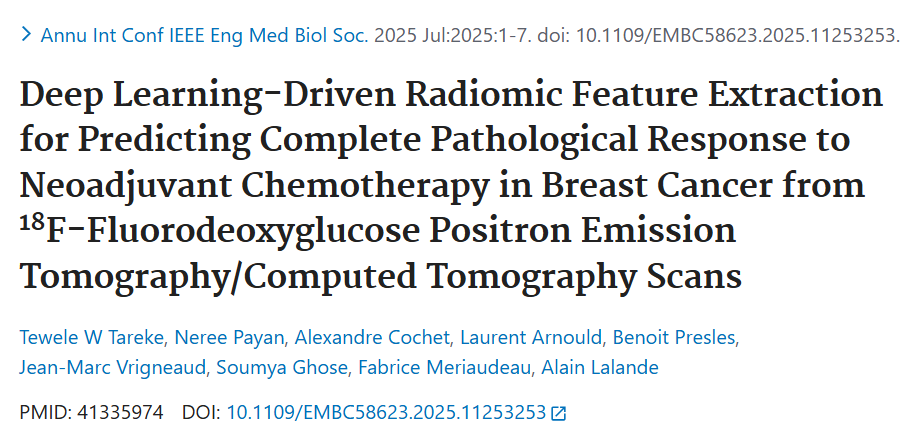 Annu Int Conf IEEE Eng Med Biol Soc. 2025 Jul:2025:1-7. doi: 10.1109/EMBC58623.2025.11253253.
Deep Learning-Driven Radiomic Feature Extraction
for Predicting Complete Pathological Response to
Neoadjuvant Chemotherapy in Breast Cancer from
¹⁸F-Fluorodeoxyglucose Positron Emission
Tomography/Computed Tomography Scans
Tewele W Tareke, Neree Payan, Alexandre Cochet, Laurent Arnould, Benoit Presles,
Jean-Marc Vrigneaud, Soumya Ghose, Fabrice Meriaudeau, Alain Lalande
PMID: 41335974 DOI: 10.1109/EMBC58623.2025.11253253